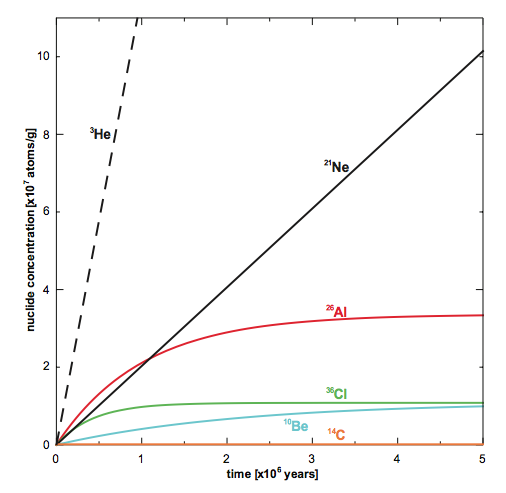 10
8
6
4
2
0
nuclide concentration [x10⁷ atoms/g]
³He
²¹Ne
²⁶Al
³⁶Cl
¹⁰Be
¹⁴C
0 1 2 3 4 5
time [x10⁶ years]